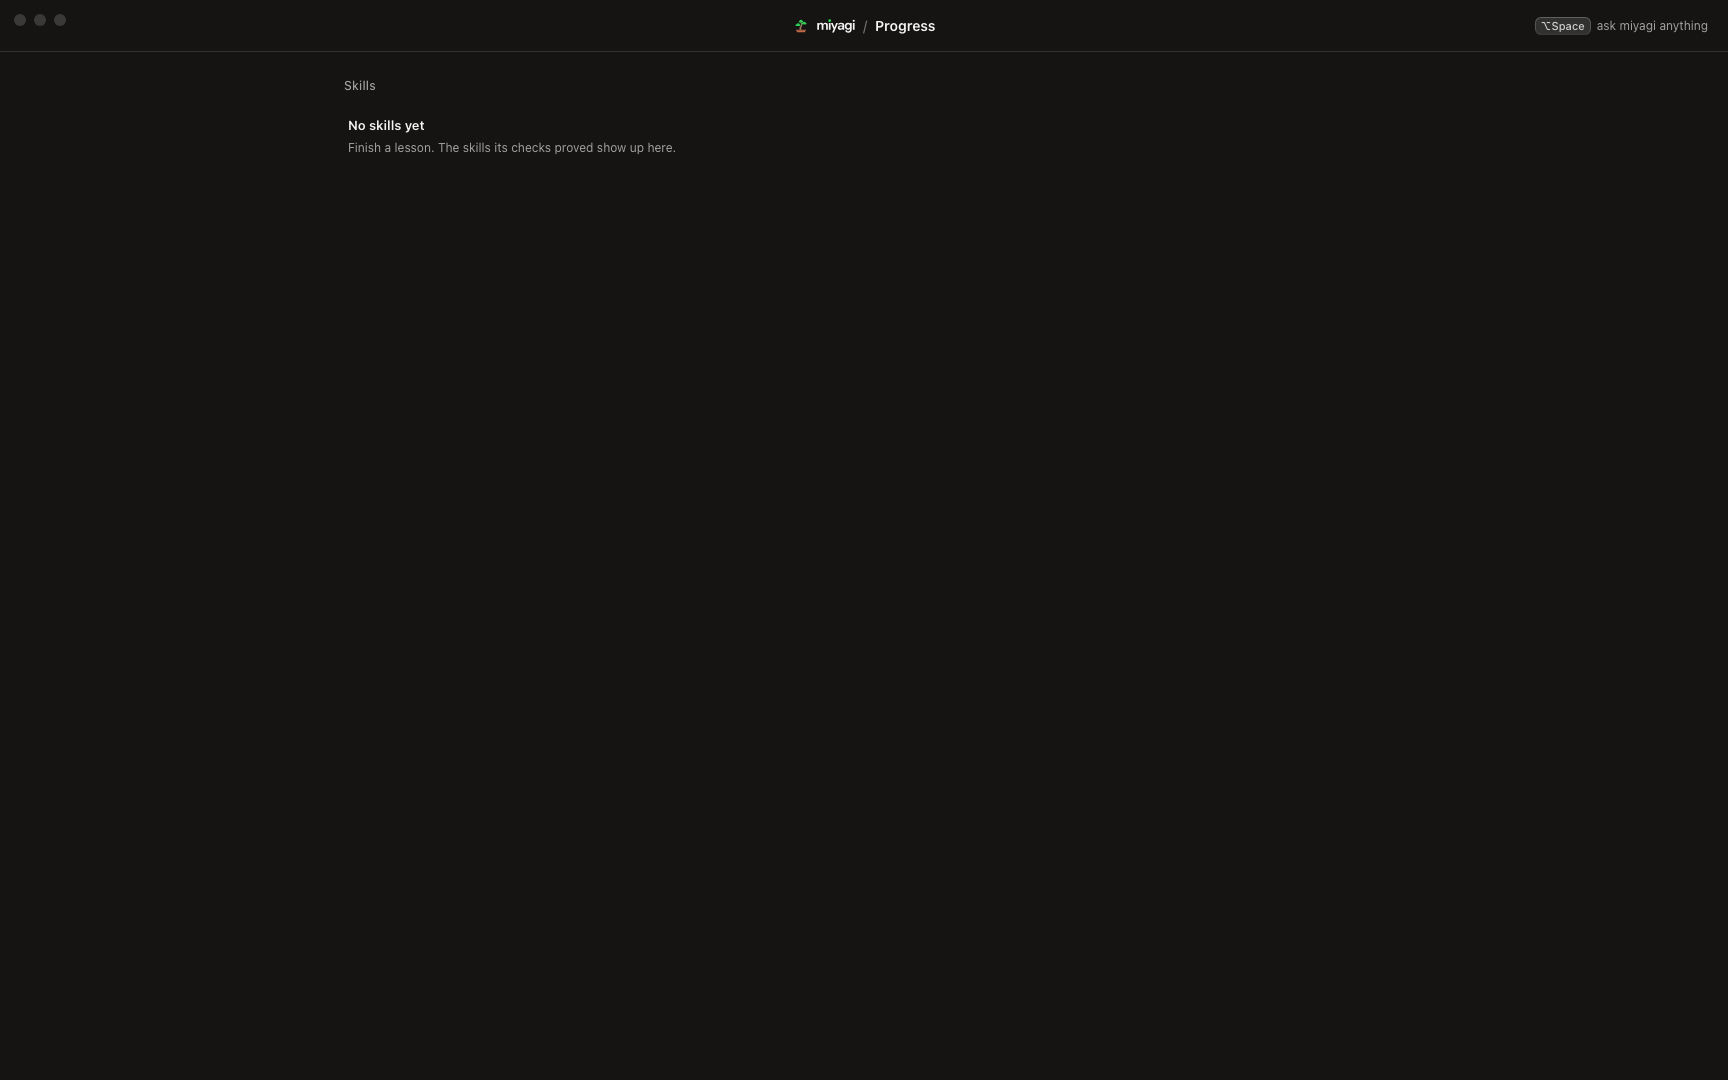 miyagi / Progress
⌥Space ask miyagi anything
Skills
No skills yet
Finish a lesson. The skills its checks proved show up here.